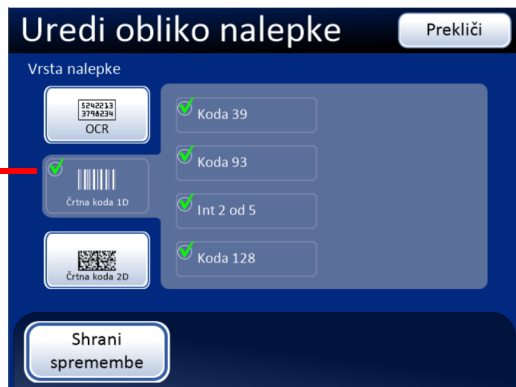 Uredi obliko nalepke
Prekliči
Vrsta nalepke
5242213
3798234
OCR
Črtna koda 1D
Črtna koda 2D
Koda 39
Koda 93
Int 2 od 5
Koda 128
Shrani
spremembe